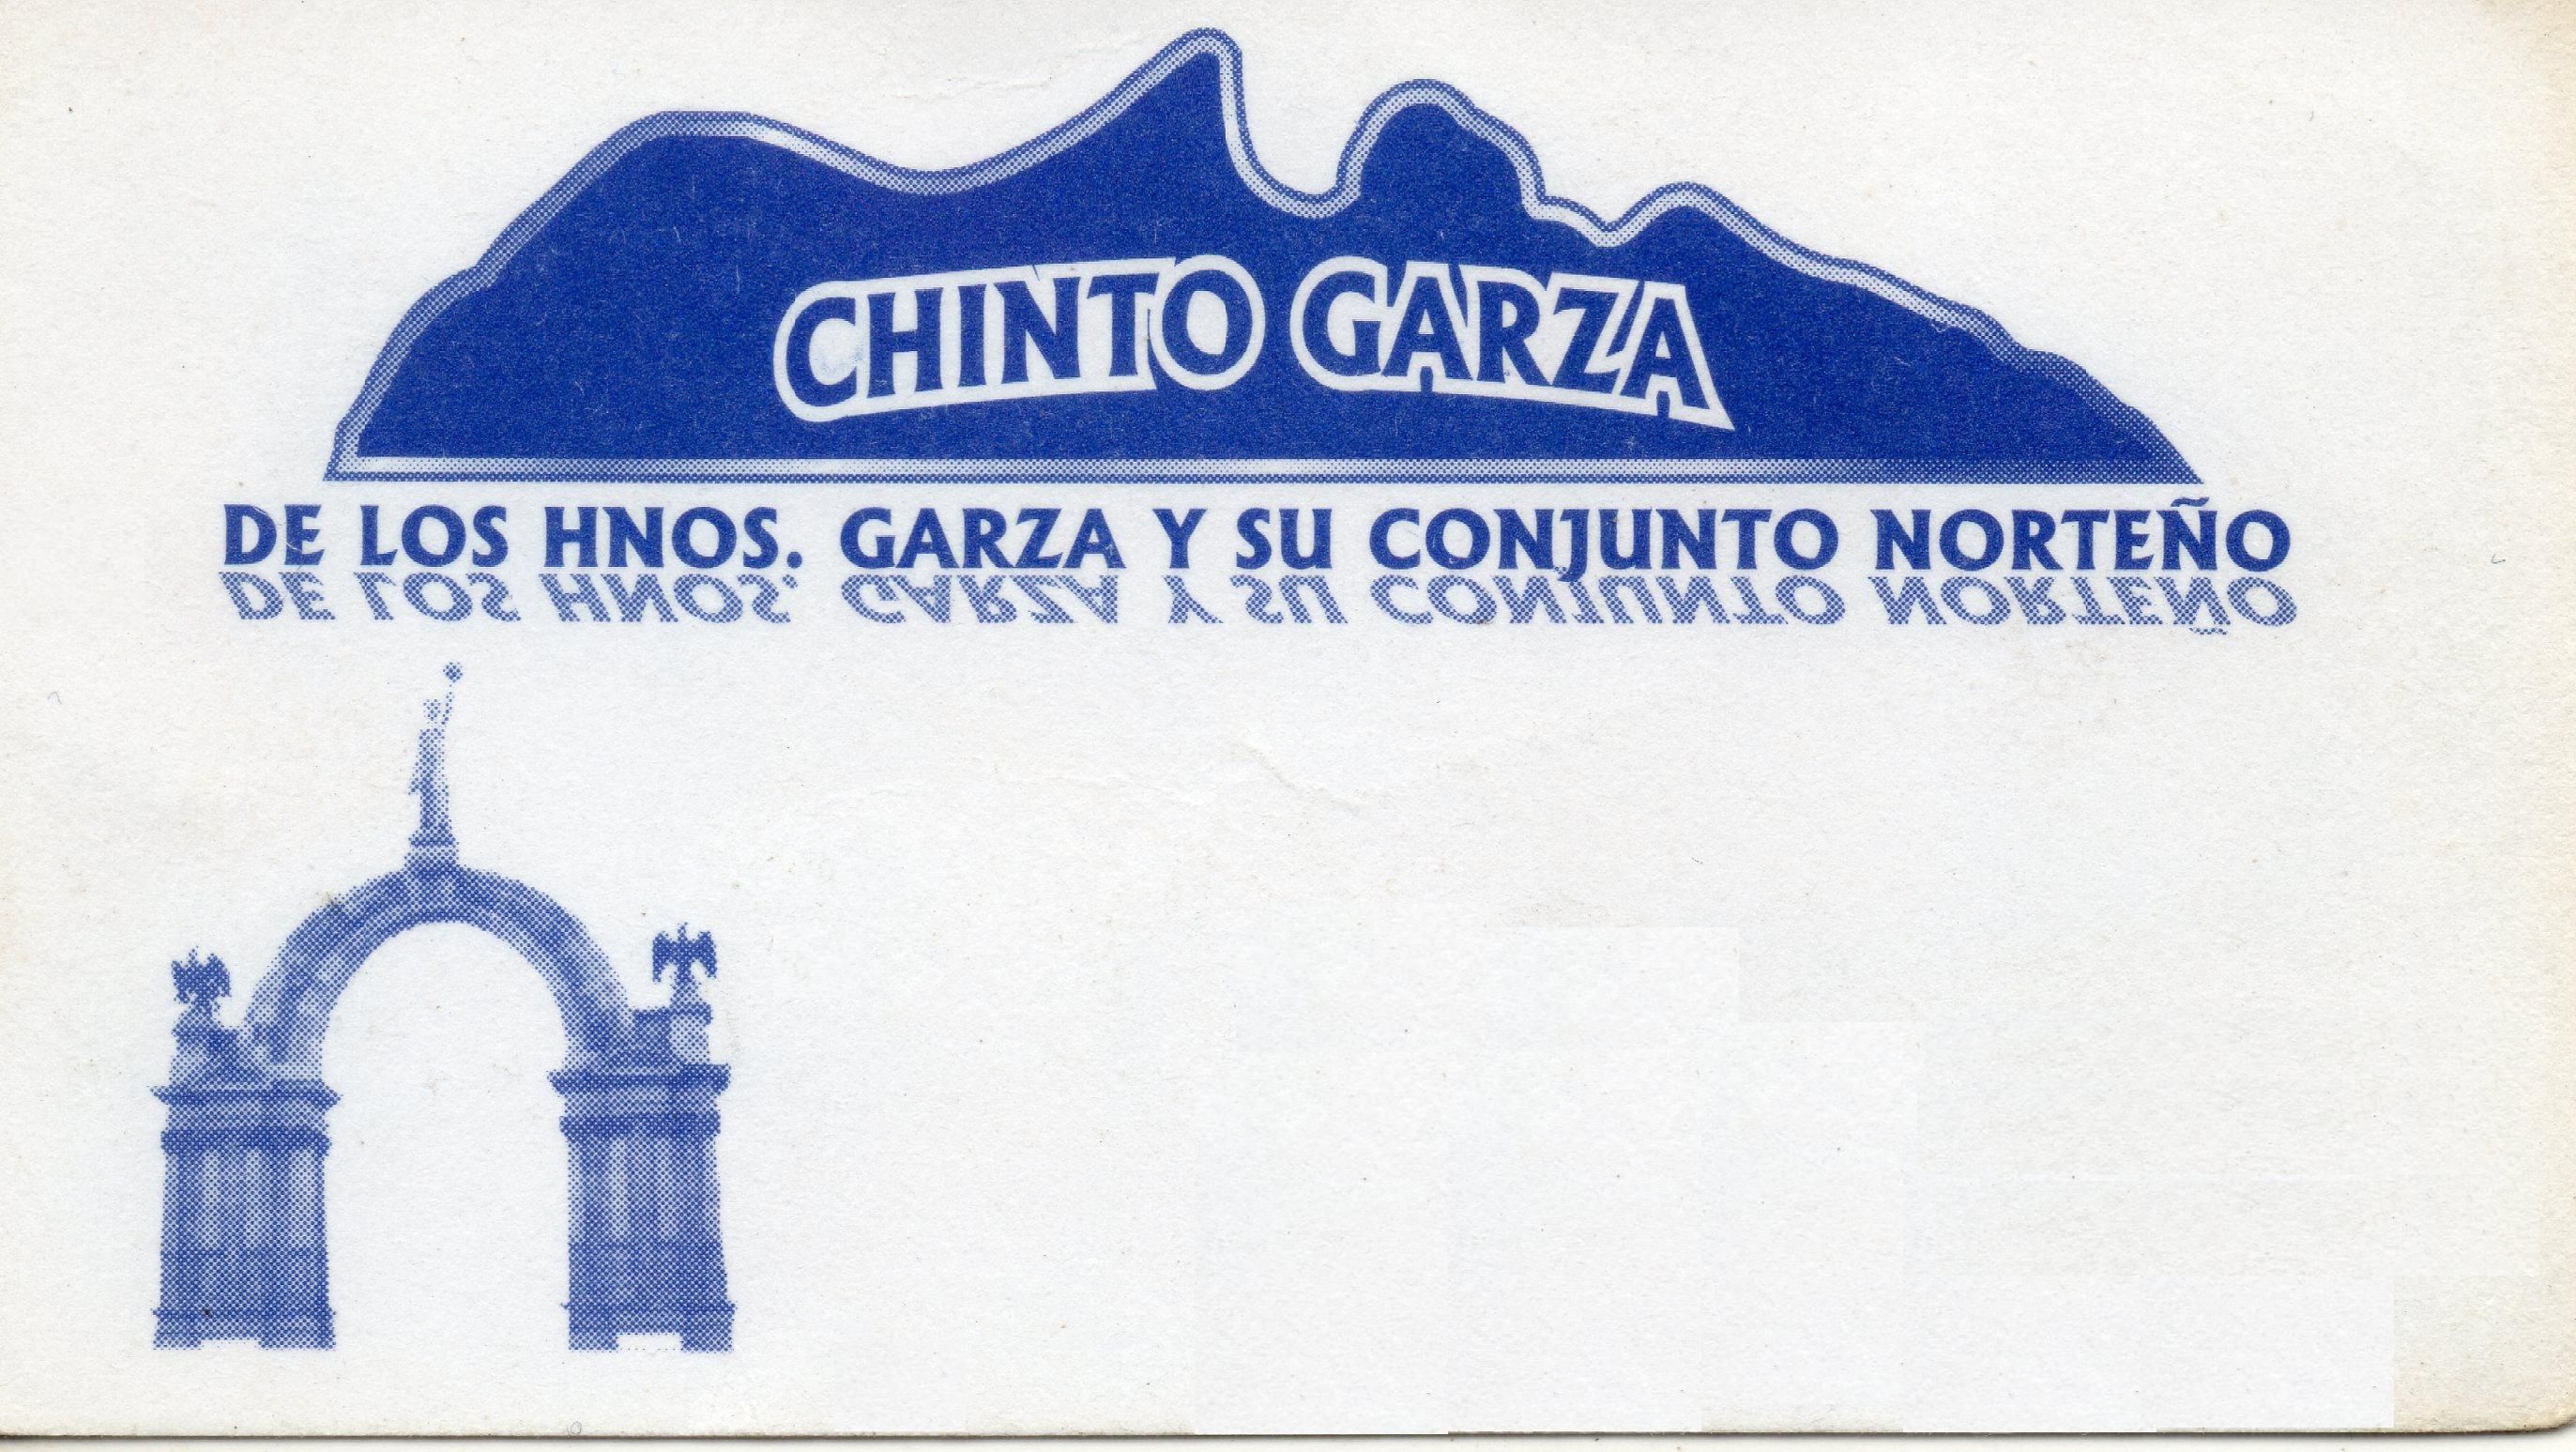 CHINTO GARZA
DE LOS HNOS. GARZA Y SU CONJUNTO NORTEÑO